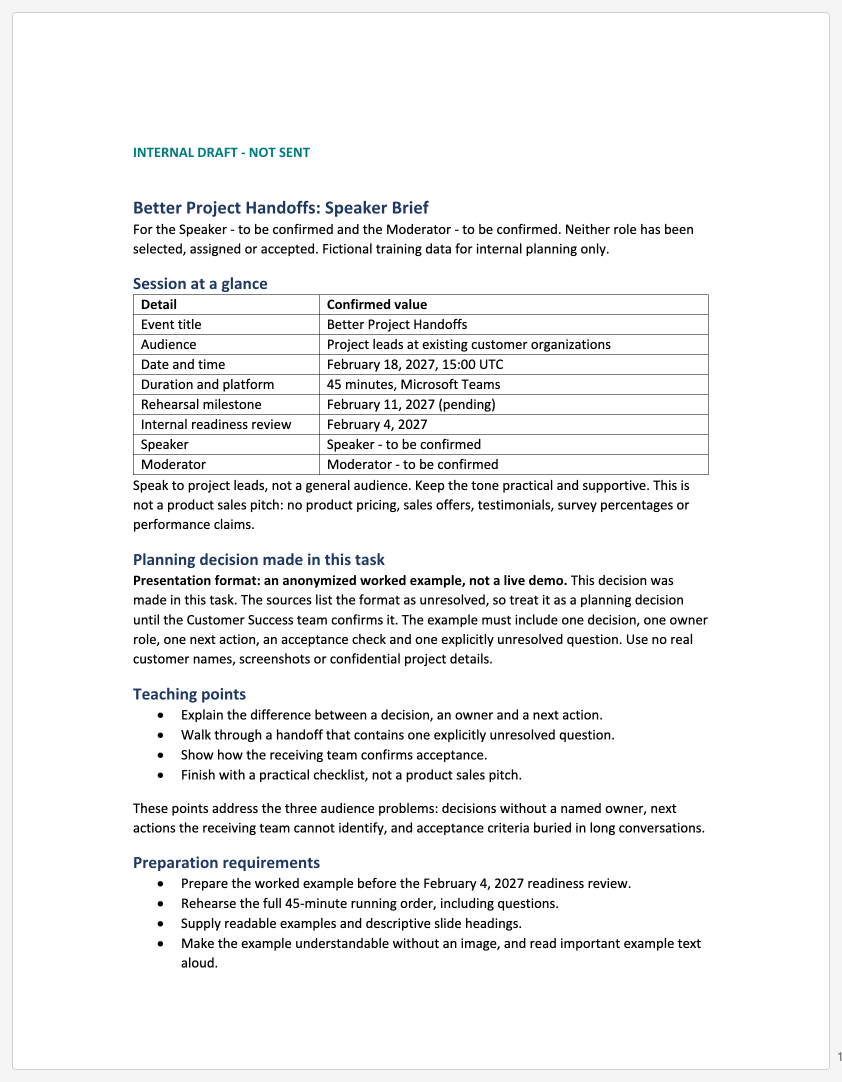 INTERNAL DRAFT - NOT SENT
Better Project Handoffs: Speaker Brief
For the Speaker - to be confirmed and the Moderator - to be confirmed. Neither role has been
selected, assigned or accepted. Fictional training data for internal planning only.
Session at a glance
Detail Confirmed value
Event title Better Project Handoffs
Audience Project leads at existing customer organizations
Date and time February 18, 2027, 15:00 UTC
Duration and platform 45 minutes, Microsoft Teams
Rehearsal milestone February 11, 2027 (pending)
Internal readiness review February 4, 2027
Speaker Speaker - to be confirmed
Moderator Moderator - to be confirmed
Speak to project leads, not a general audience. Keep the tone practical and supportive. This is
not a product sales pitch: no product pricing, sales offers, testimonials, survey percentages or
performance claims.
Planning decision made in this task
Presentation format: an anonymized worked example, not a live demo. This decision was
made in this task. The sources list the format as unresolved, so treat it as a planning decision
until the Customer Success team confirms it. The example must include one decision, one owner
role, one next action, an acceptance check and one explicitly unresolved question. Use no real
customer names, screenshots or confidential project details.
Teaching points
• Explain the difference between a decision, an owner and a next action.
• Walk through a handoff that contains one explicitly unresolved question.
• Show how the receiving team confirms acceptance.
• Finish with a practical checklist, not a product sales pitch.
These points address the three audience problems: decisions without a named owner, next
actions the receiving team cannot identify, and acceptance criteria buried in long conversations.
Preparation requirements
• Prepare the worked example before the February 4, 2027 readiness review.
• Rehearse the full 45-minute running order, including questions.
• Supply readable examples and descriptive slide headings.
• Make the example understandable without an image, and read important example text
aloud.
1